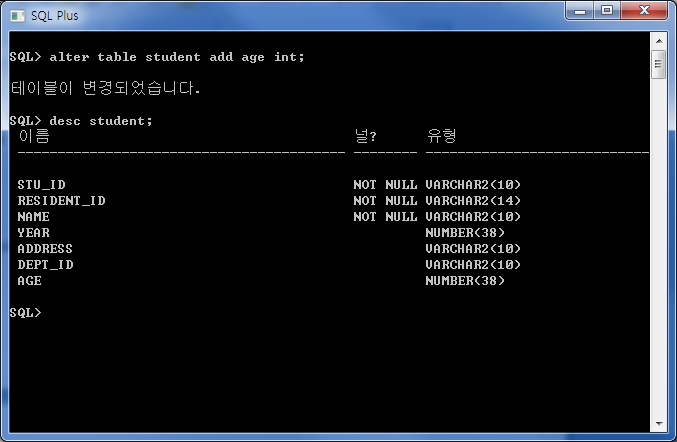 SQL Plus
SQL> alter table student add age int;
테이블이 변경되었습니다.
SQL> desc student;
이름 널? 유형
----------------------------------------- -------- ----------------------------
STU_ID NOT NULL VARCHAR2(10)
RESIDENT_ID NOT NULL VARCHAR2(14)
NAME NOT NULL VARCHAR2(10)
YEAR NUMBER(38)
ADDRESS VARCHAR2(10)
DEPT_ID VARCHAR2(10)
AGE NUMBER(38)
SQL>